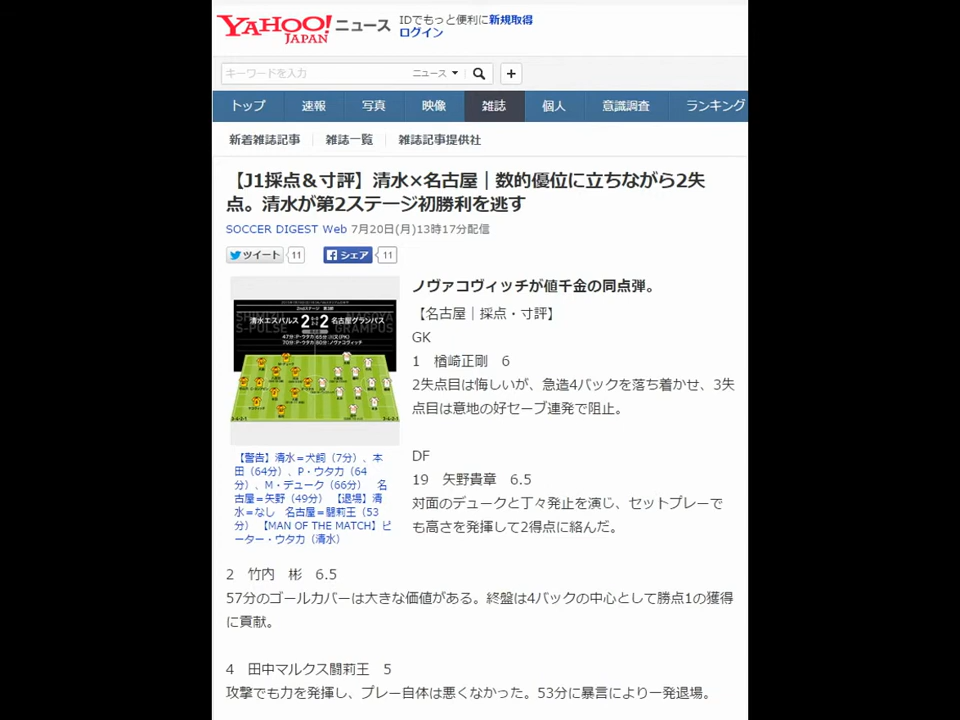 YAHOO! JAPAN ニュース
IDでもっと便利に新規取得
ログイン
キーワードを入力 ニュース
トップ 速報 写真 映像 雑誌 個人 意識調査 ランキング
新着雑誌記事 雑誌一覧 雑誌記事提供社
【J1採点＆寸評】清水×名古屋｜数的優位に立ちながら2失
点。清水が第2ステージ初勝利を逃す
SOCCER DIGEST Web 7月20日(月)13時17分配信
ツイート 11 シェア 11
清水エスパルス 2 2 名古屋グランパス
【警告】清水＝犬飼（7分）、本
田（64分）、P・ウタカ（64
分）、M・デューク（66分） 名
古屋＝矢野（49分）【退場】清
水＝なし 名古屋＝闘莉王（53
分）【MAN OF THE MATCH】ピ
ーター・ウタカ（清水）
ノヴァコヴィッチが値千金の同点弾。
【名古屋｜採点・寸評】
GK
1 楢崎正剛 6
2失点目は悔しいが、急造4バックを落ち着かせ、3失
点目は意地の好セーブ連発で阻止。
DF
19 矢野貴章 6.5
対面のデュークと丁々発止を演じ、セットプレーで
も高さを発揮して2得点に絡んだ。
2 竹内 彬 6.5
57分のゴールカバーは大きな価値がある。終盤は4バックの中心として勝点1の獲得
に貢献。
4 田中マルクス闘莉王 5
攻撃でも力を発揮し、プレー自体は悪くなかった。53分に暴言により一発退場。